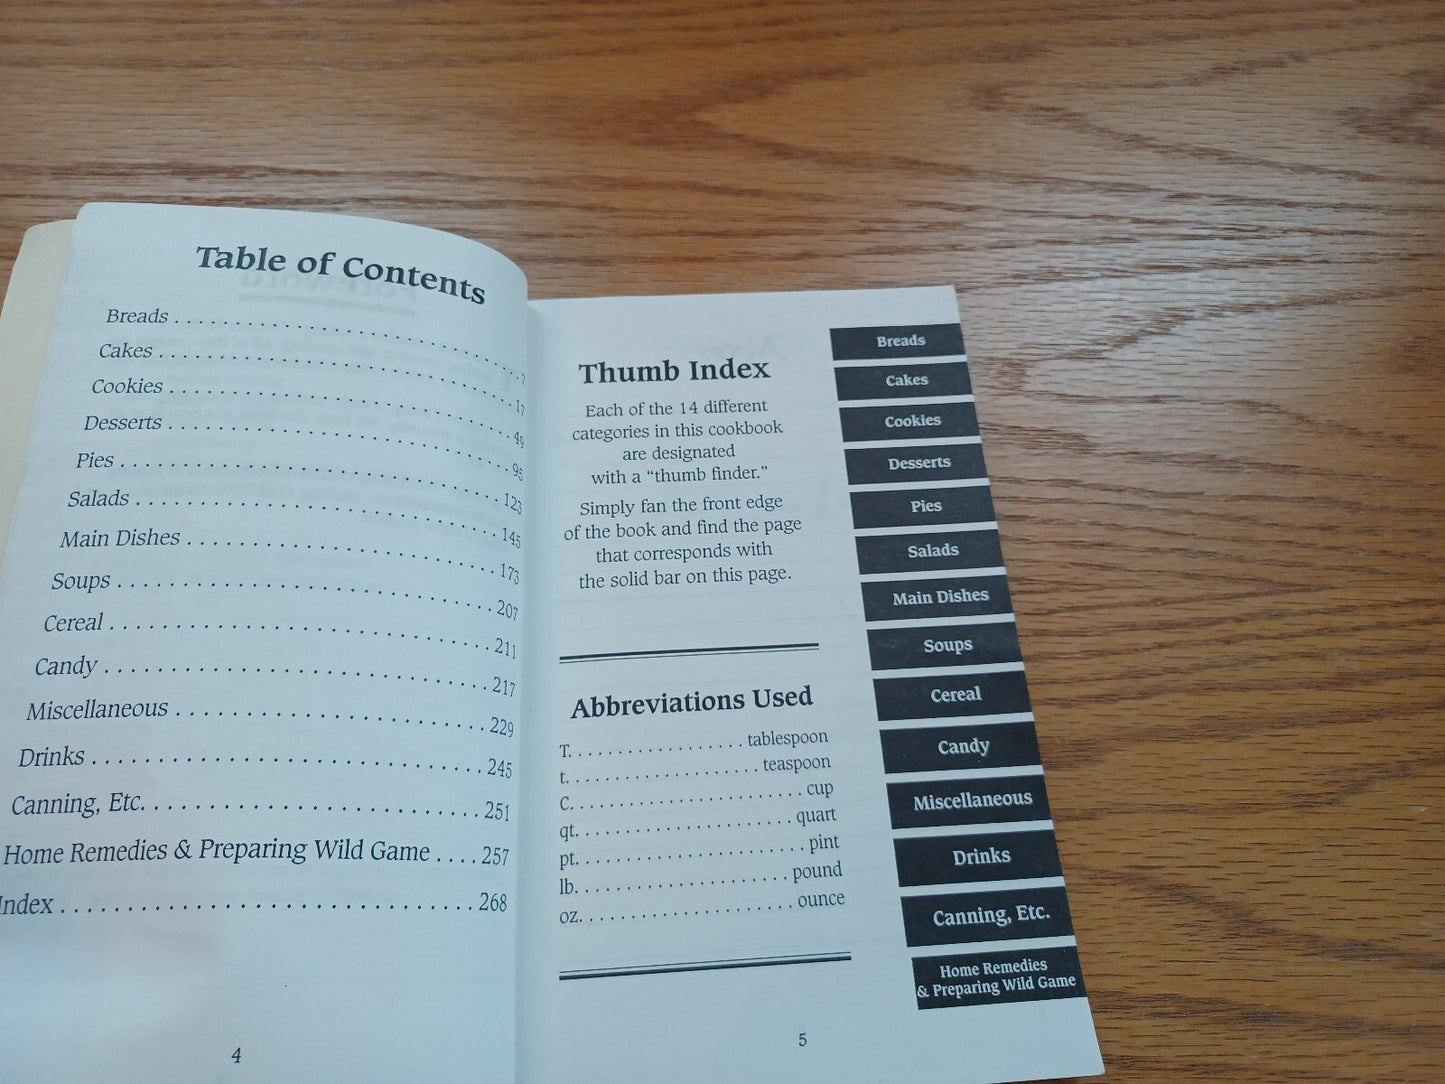 Table of Contents
Breads . . . . . . . . . . . . . . . . . . . . . . . . . . . . . . 7
Cakes . . . . . . . . . . . . . . . . . . . . . . . . . . . . . . 17
Cookies . . . . . . . . . . . . . . . . . . . . . . . . . . . . . 49
Desserts . . . . . . . . . . . . . . . . . . . . . . . . . . . . 95
Pies . . . . . . . . . . . . . . . . . . . . . . . . . . . . . . 123
Salads . . . . . . . . . . . . . . . . . . . . . . . . . . . . . 145
Main Dishes . . . . . . . . . . . . . . . . . . . . . . . . . 173
Soups . . . . . . . . . . . . . . . . . . . . . . . . . . . . . 207
Cereal . . . . . . . . . . . . . . . . . . . . . . . . . . . . . 211
Candy . . . . . . . . . . . . . . . . . . . . . . . . . . . . . 217
Miscellaneous . . . . . . . . . . . . . . . . . . . . . . . 229
Drinks . . . . . . . . . . . . . . . . . . . . . . . . . . . . 245
Canning, Etc. . . . . . . . . . . . . . . . . . . . . . . . . 251
Home Remedies & Preparing Wild Game . . . . 257
Index . . . . . . . . . . . . . . . . . . . . . . . . . . . . . 268
4
Thumb Index
Each of the 14 different
categories in this cookbook
are designated
with a “thumb finder.”
Simply fan the front edge
of the book and find the page
that corresponds with
the solid bar on this page.
Abbreviations Used
T. . . . . . . . . . . . . . . . . . . tablespoon
t. . . . . . . . . . . . . . . . . . . . . teaspoon
C. . . . . . . . . . . . . . . . . . . . . . . . . cup
qt. . . . . . . . . . . . . . . . . . . . . . . . quart
pt. . . . . . . . . . . . . . . . . . . . . . . . . pint
lb. . . . . . . . . . . . . . . . . . . . . . . pound
oz. . . . . . . . . . . . . . . . . . . . . . . ounce
Breads
Cakes
Cookies
Desserts
Pies
Salads
Main Dishes
Soups
Cereal
Candy
Miscellaneous
Drinks
Canning, Etc.
Home Remedies
& Preparing Wild Game
5